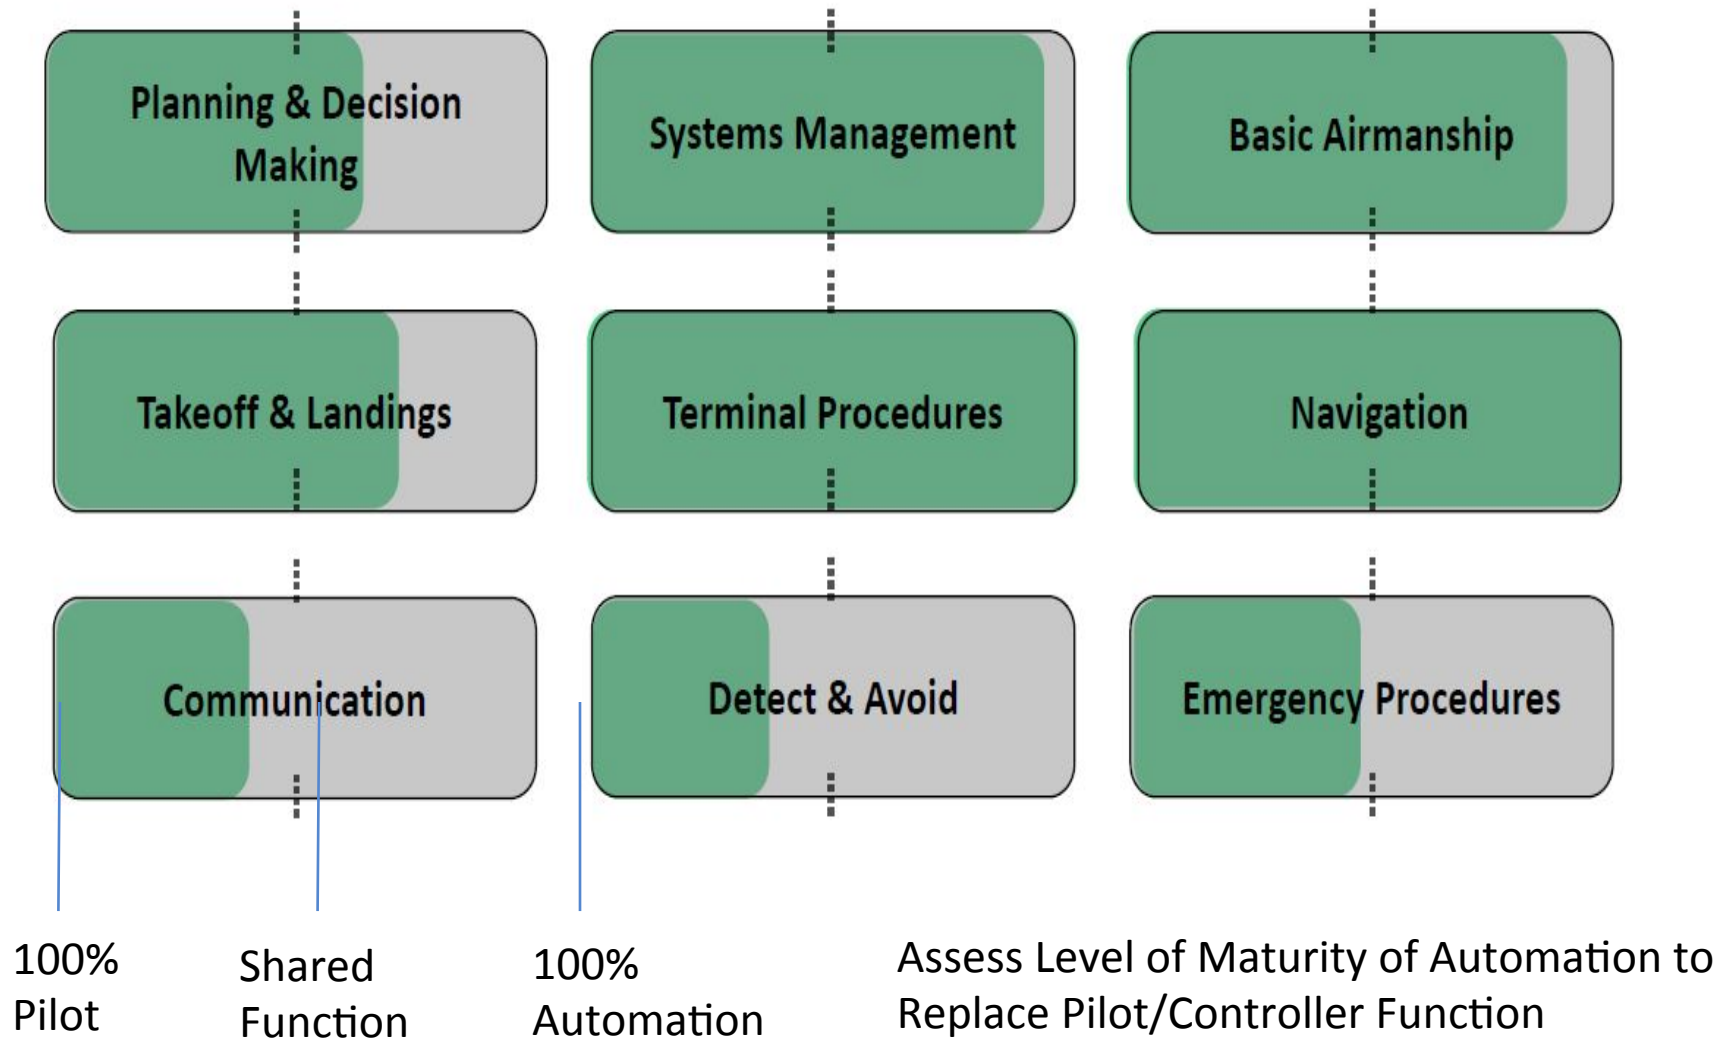 Planning & Decision
Making
Systems Management
Basic Airmanship
Takeoff & Landings
Terminal Procedures
Navigation
Communication
Detect & Avoid
Emergency Procedures
100%
Pilot
Shared
Function
100%
Automation
Assess Level of Maturity of Automation to
Replace Pilot/Controller Function